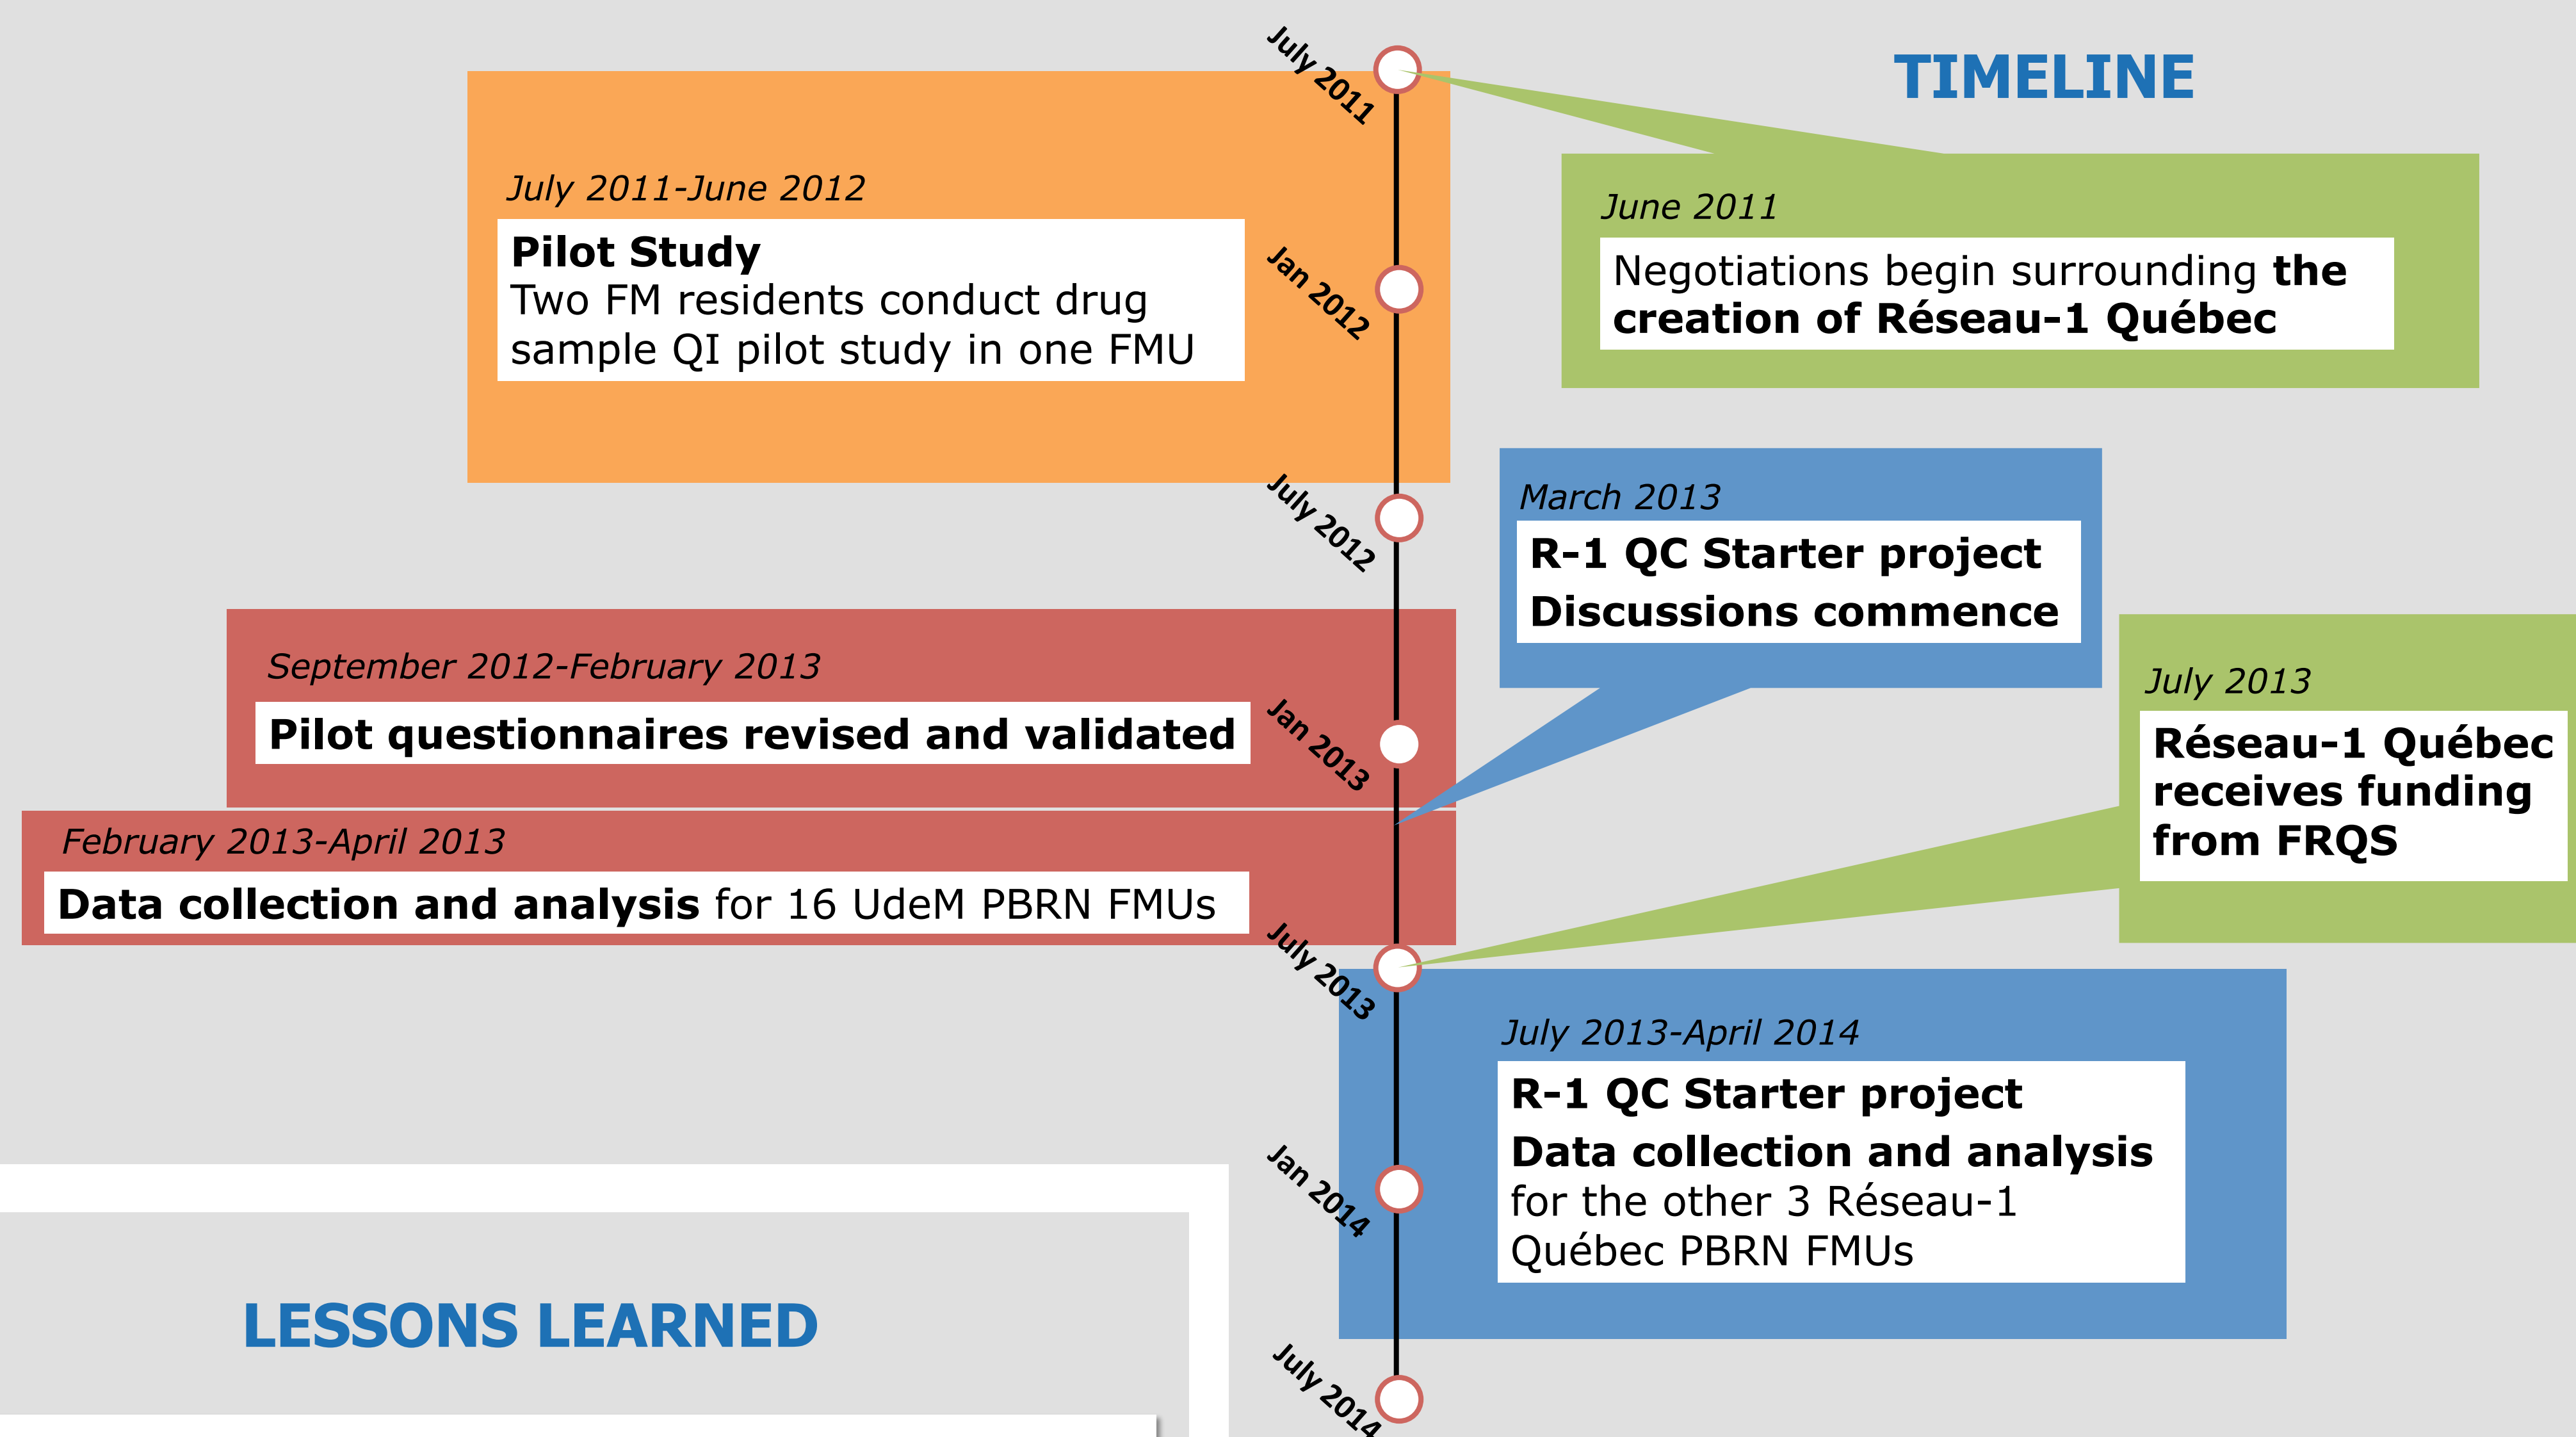 TIMELINE
July 2011
July 2011-June 2012
Pilot Study
Two FM residents conduct drug
sample QI pilot study in one FMU
June 2011
Negotiations begin surrounding the
creation of Réseau-1 Québec
Jan 2012
July 2012
March 2013
R-1 QC Starter project
Discussions commence
September 2012-February 2013
Pilot questionnaires revised and validated
Jan 2013
July 2013
Réseau-1 Québec
receives funding
from FRQS
February 2013-April 2013
Data collection and analysis for 16 UdeM PBRN FMUs
July 2013
July 2013-April 2014
R-1 QC Starter project
Data collection and analysis
for the other 3 Réseau-1
Québec PBRN FMUs
Jan 2014
LESSONS LEARNED
July 2014